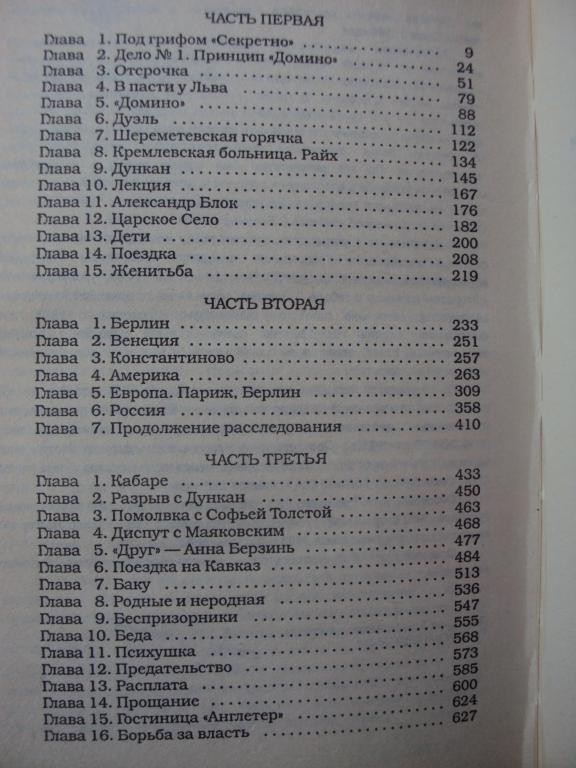 ЧАСТЬ ПЕРВАЯ
Глава 1. Под грифом «Секретно» ........ 9
Глава 2. Дело № 1. Принцип «Домино» ........ 24
Глава 3. Отсрочка ........ 51
Глава 4. В пасти у Льва ........ 79
Глава 5. «Домино» ........ 88
Глава 6. Дуэль ........ 112
Глава 7. Шереметевская горячка ........ 122
Глава 8. Кремлевская больница. Райх ........ 134
Глава 9. Дункан ........ 145
Глава 10. Лекция ........ 167
Глава 11. Александр Блок ........ 176
Глава 12. Царское Село ........ 182
Глава 13. Дети ........ 200
Глава 14. Поездка ........ 208
Глава 15. Женитьба ........ 219
ЧАСТЬ ВТОРАЯ
Глава 1. Берлин ........ 233
Глава 2. Венеция ........ 251
Глава 3. Константиново ........ 257
Глава 4. Америка ........ 263
Глава 5. Европа. Париж, Берлин ........ 309
Глава 6. Россия ........ 358
Глава 7. Продолжение расследования ........ 410
ЧАСТЬ ТРЕТЬЯ
Глава 1. Кабаре ........ 433
Глава 2. Разрыв с Дункан ........ 450
Глава 3. Помолвка с Софьей Толстой ........ 463
Глава 4. Диспут с Маяковским ........ 468
Глава 5. «Друг» — Анна Берзинь ........ 477
Глава 6. Поездка на Кавказ ........ 484
Глава 7. Баку ........ 513
Глава 8. Родные и неродная ........ 536
Глава 9. Беспризорники ........ 547
Глава 10. Беда ........ 555
Глава 11. Психушка ........ 568
Глава 12. Предательство ........ 573
Глава 13. Расплата ........ 585
Глава 14. Прощание ........ 600
Глава 15. Гостиница «Англетер» ........ 624
Глава 16. Борьба за власть ........ 627